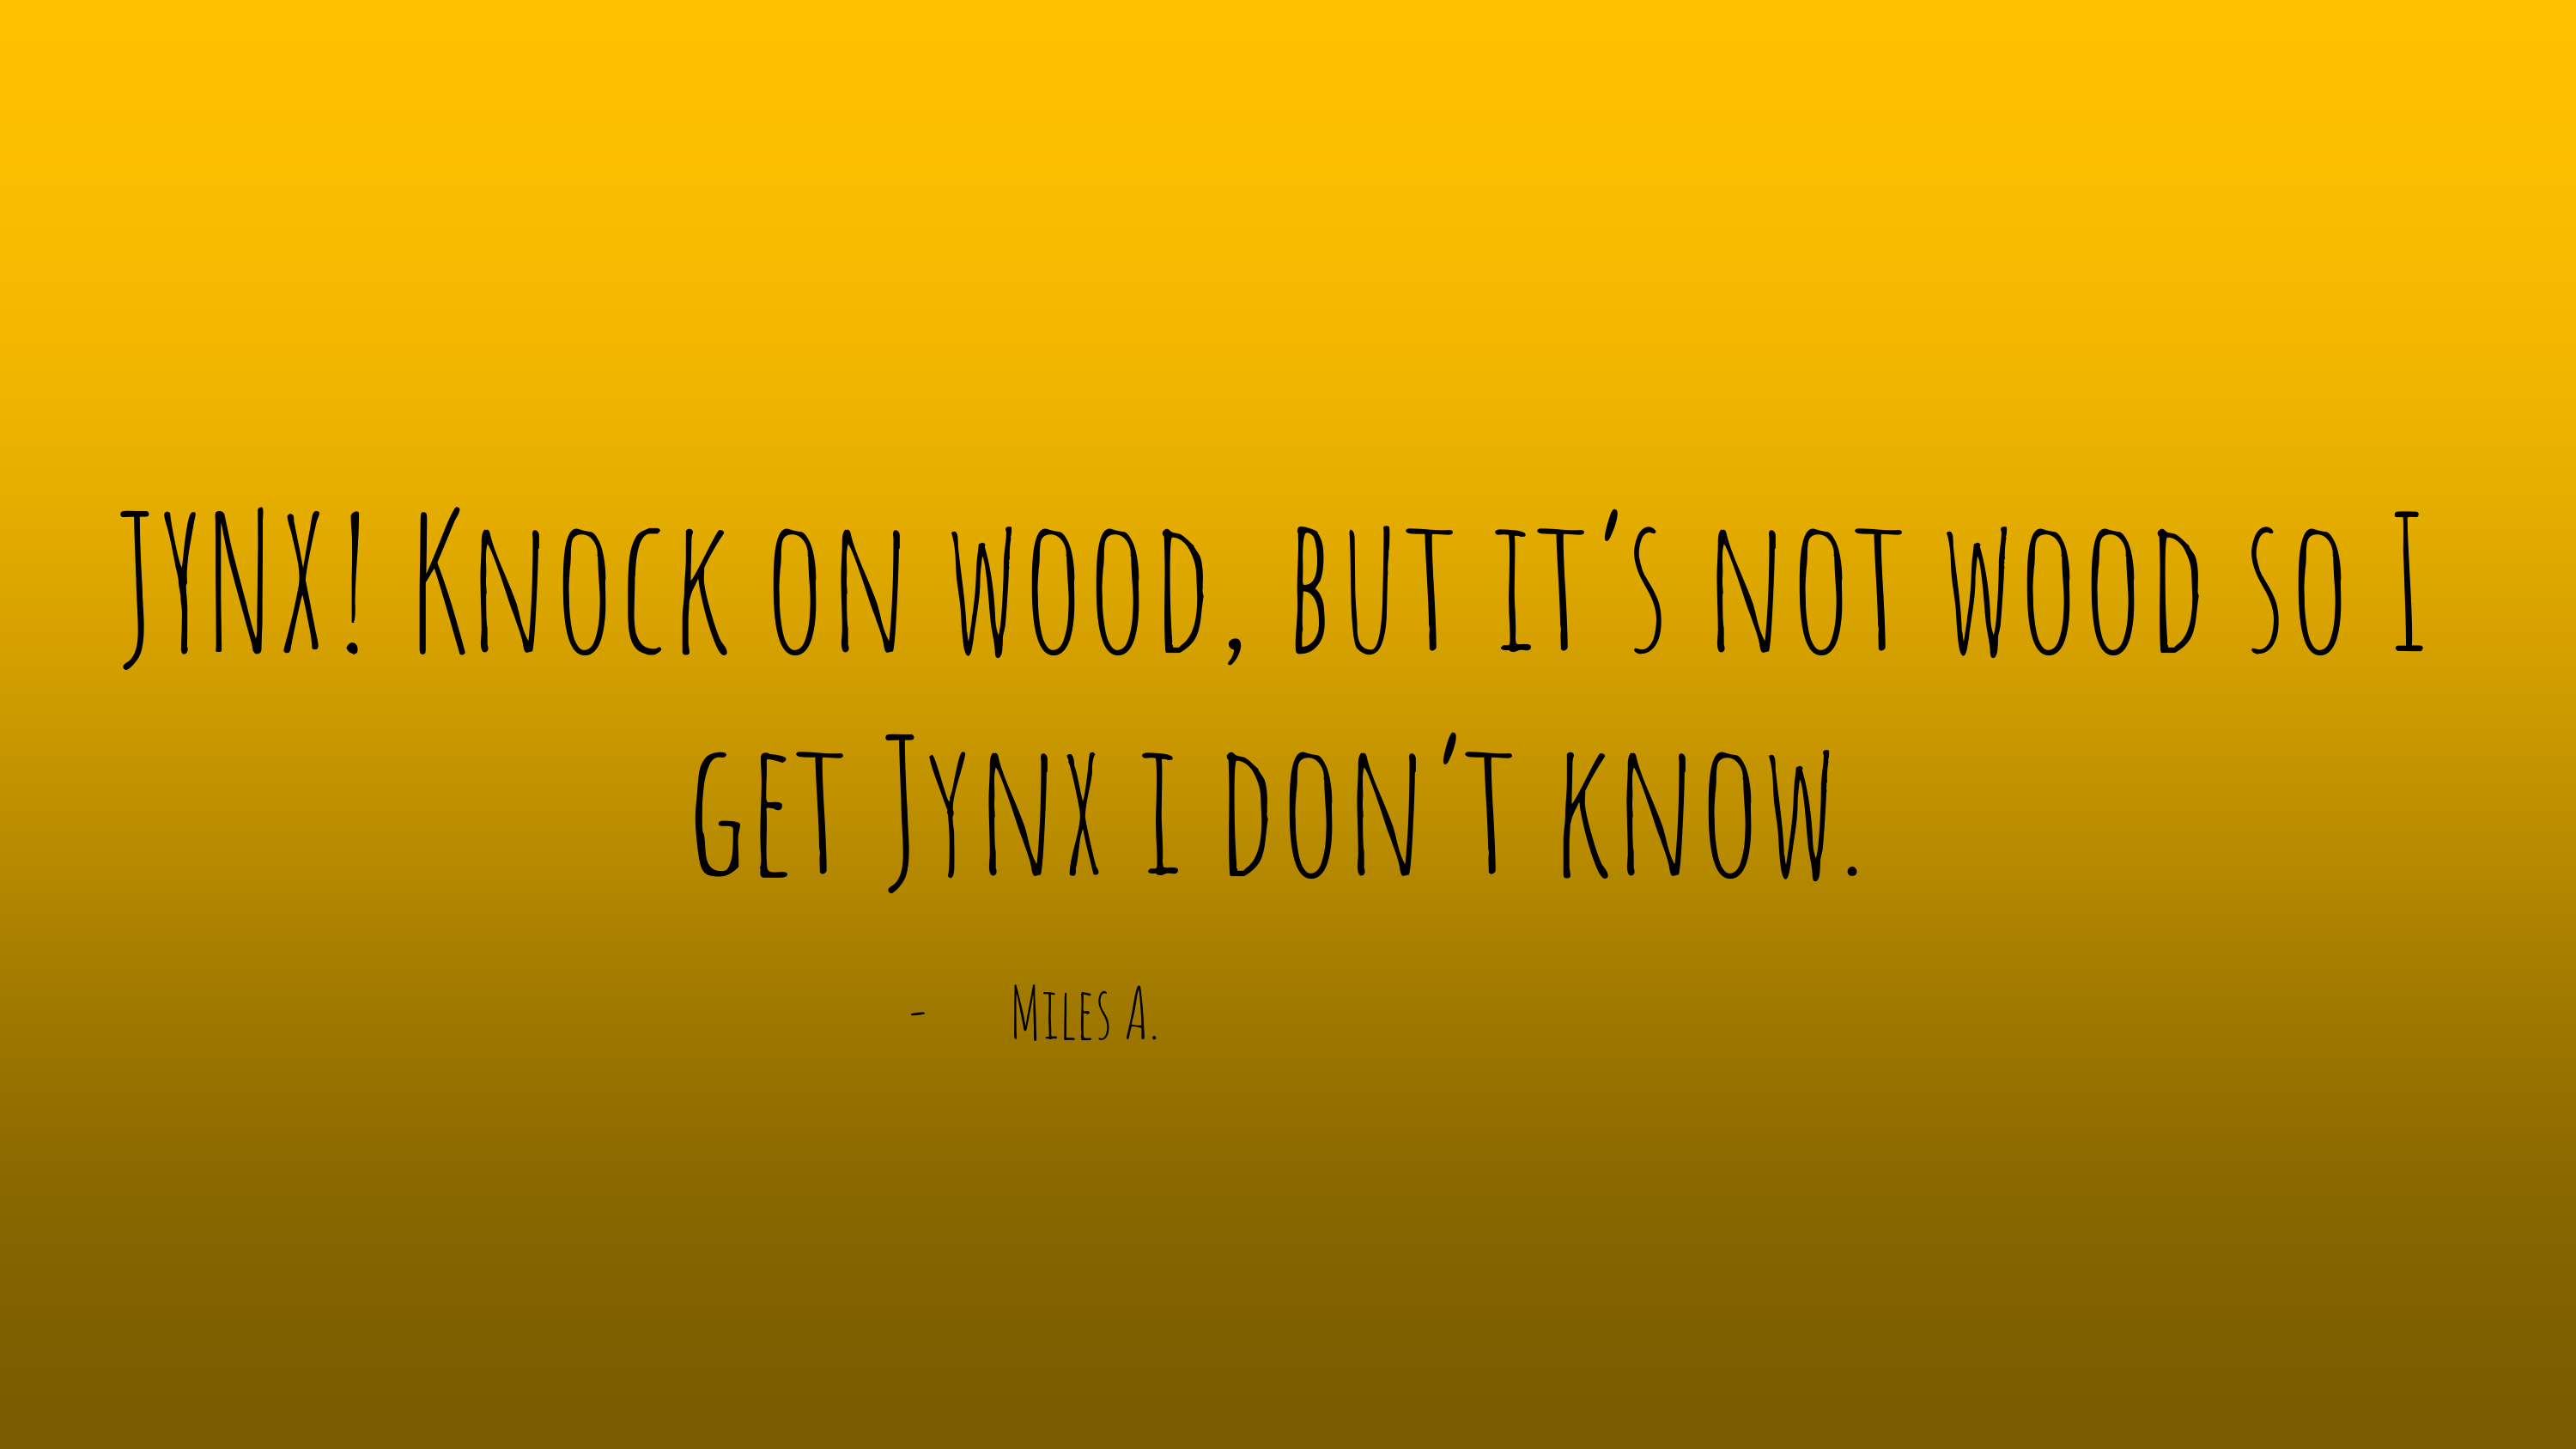 JYNX! Knock on wood, but it's not wood so I
get Jynx i don't know.
- Miles A.